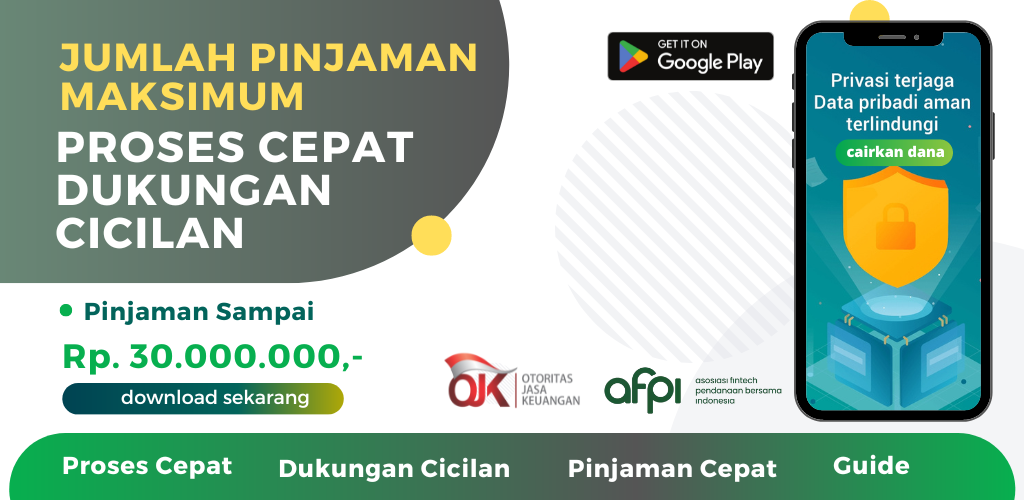 JUMLAH PINJAMAN
MAKSIMUM
PROSES CEPAT
DUKUNGAN
CICILAN
GET IT ON
Google Play
Privasi terjaga
Data pribadi aman
terlindungi
cairkan dana
Pinjaman Sampai
Rp. 30.000.000,-
download sekarang
OJK
OTORITAS
JASA
KEUANGAN
afpi
asosiasi fintech
pendanaan bersama
indonesia
Proses Cepat
Dukungan Cicilan
Pinjaman Cepat
Guide